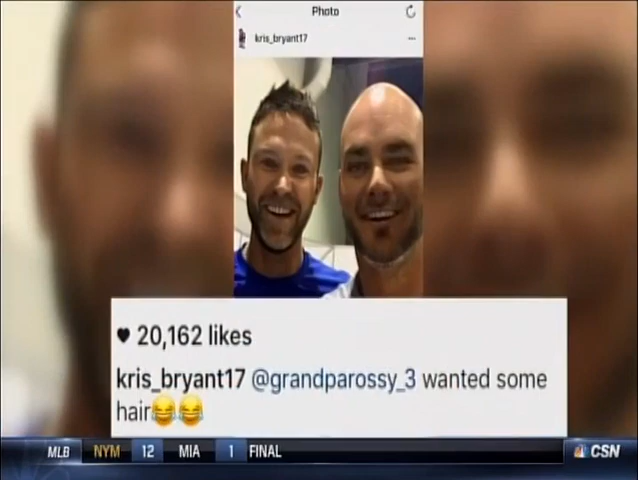 Photo
kris_bryant17
20,162 likes
kris_bryant17 @grandparossy_3 wanted some
hair😂😂
MLB NYM 12 MIA 1 FINAL CSN